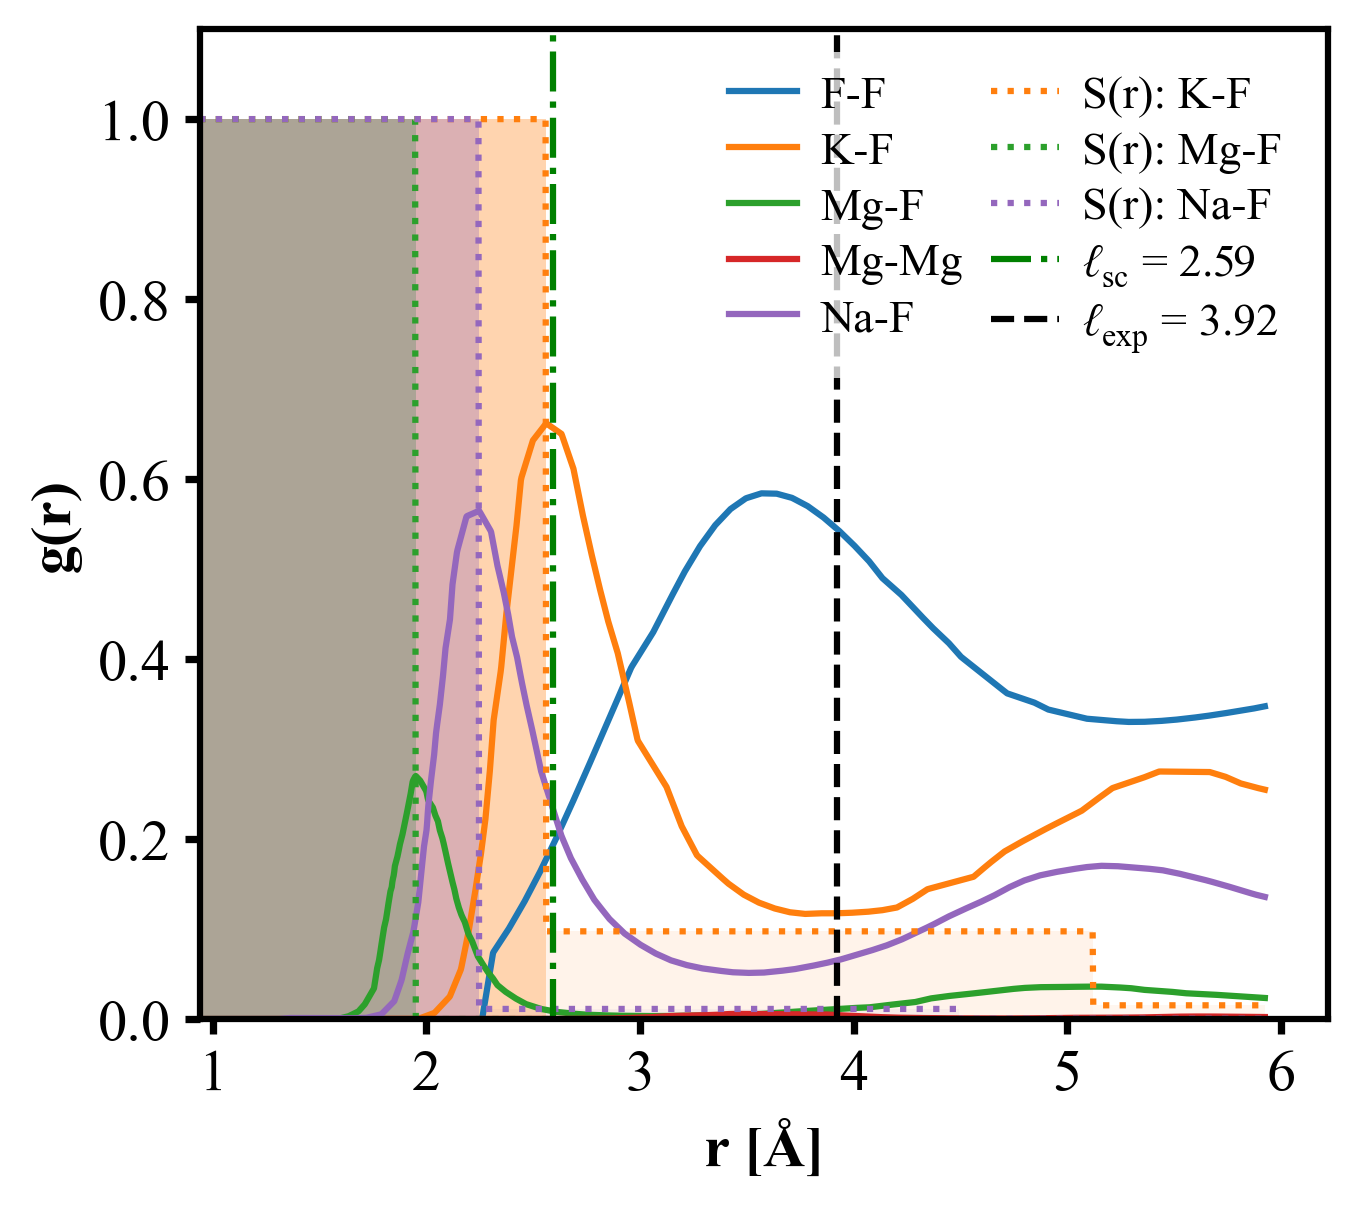 F-F
K-F
Mg-F
Mg-Mg
Na-F
S(r): K-F
S(r): Mg-F
S(r): Na-F
ℓsc = 2.59
ℓexp = 3.92
1.0
0.8
0.6
0.4
0.2
0.0
g(r)
1 2 3 4 5 6
r [Å]